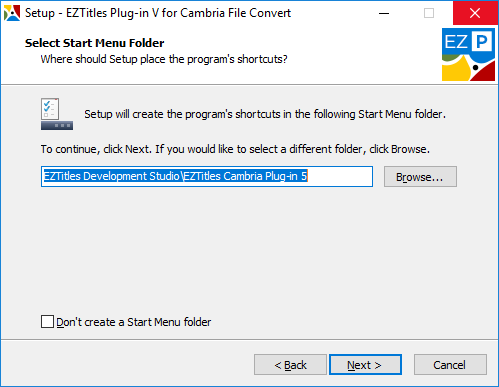 Setup - EZTitles Plug-in V for Cambria File Convert
Select Start Menu Folder
Where should Setup place the program's shortcuts?
EZ P
Setup will create the program's shortcuts in the following Start Menu folder.
To continue, click Next. If you would like to select a different folder, click Browse.
EZTitles Development Studio\EZTitles Cambria Plug-in 5
Browse...
Don't create a Start Menu folder
< Back
Next >
Cancel